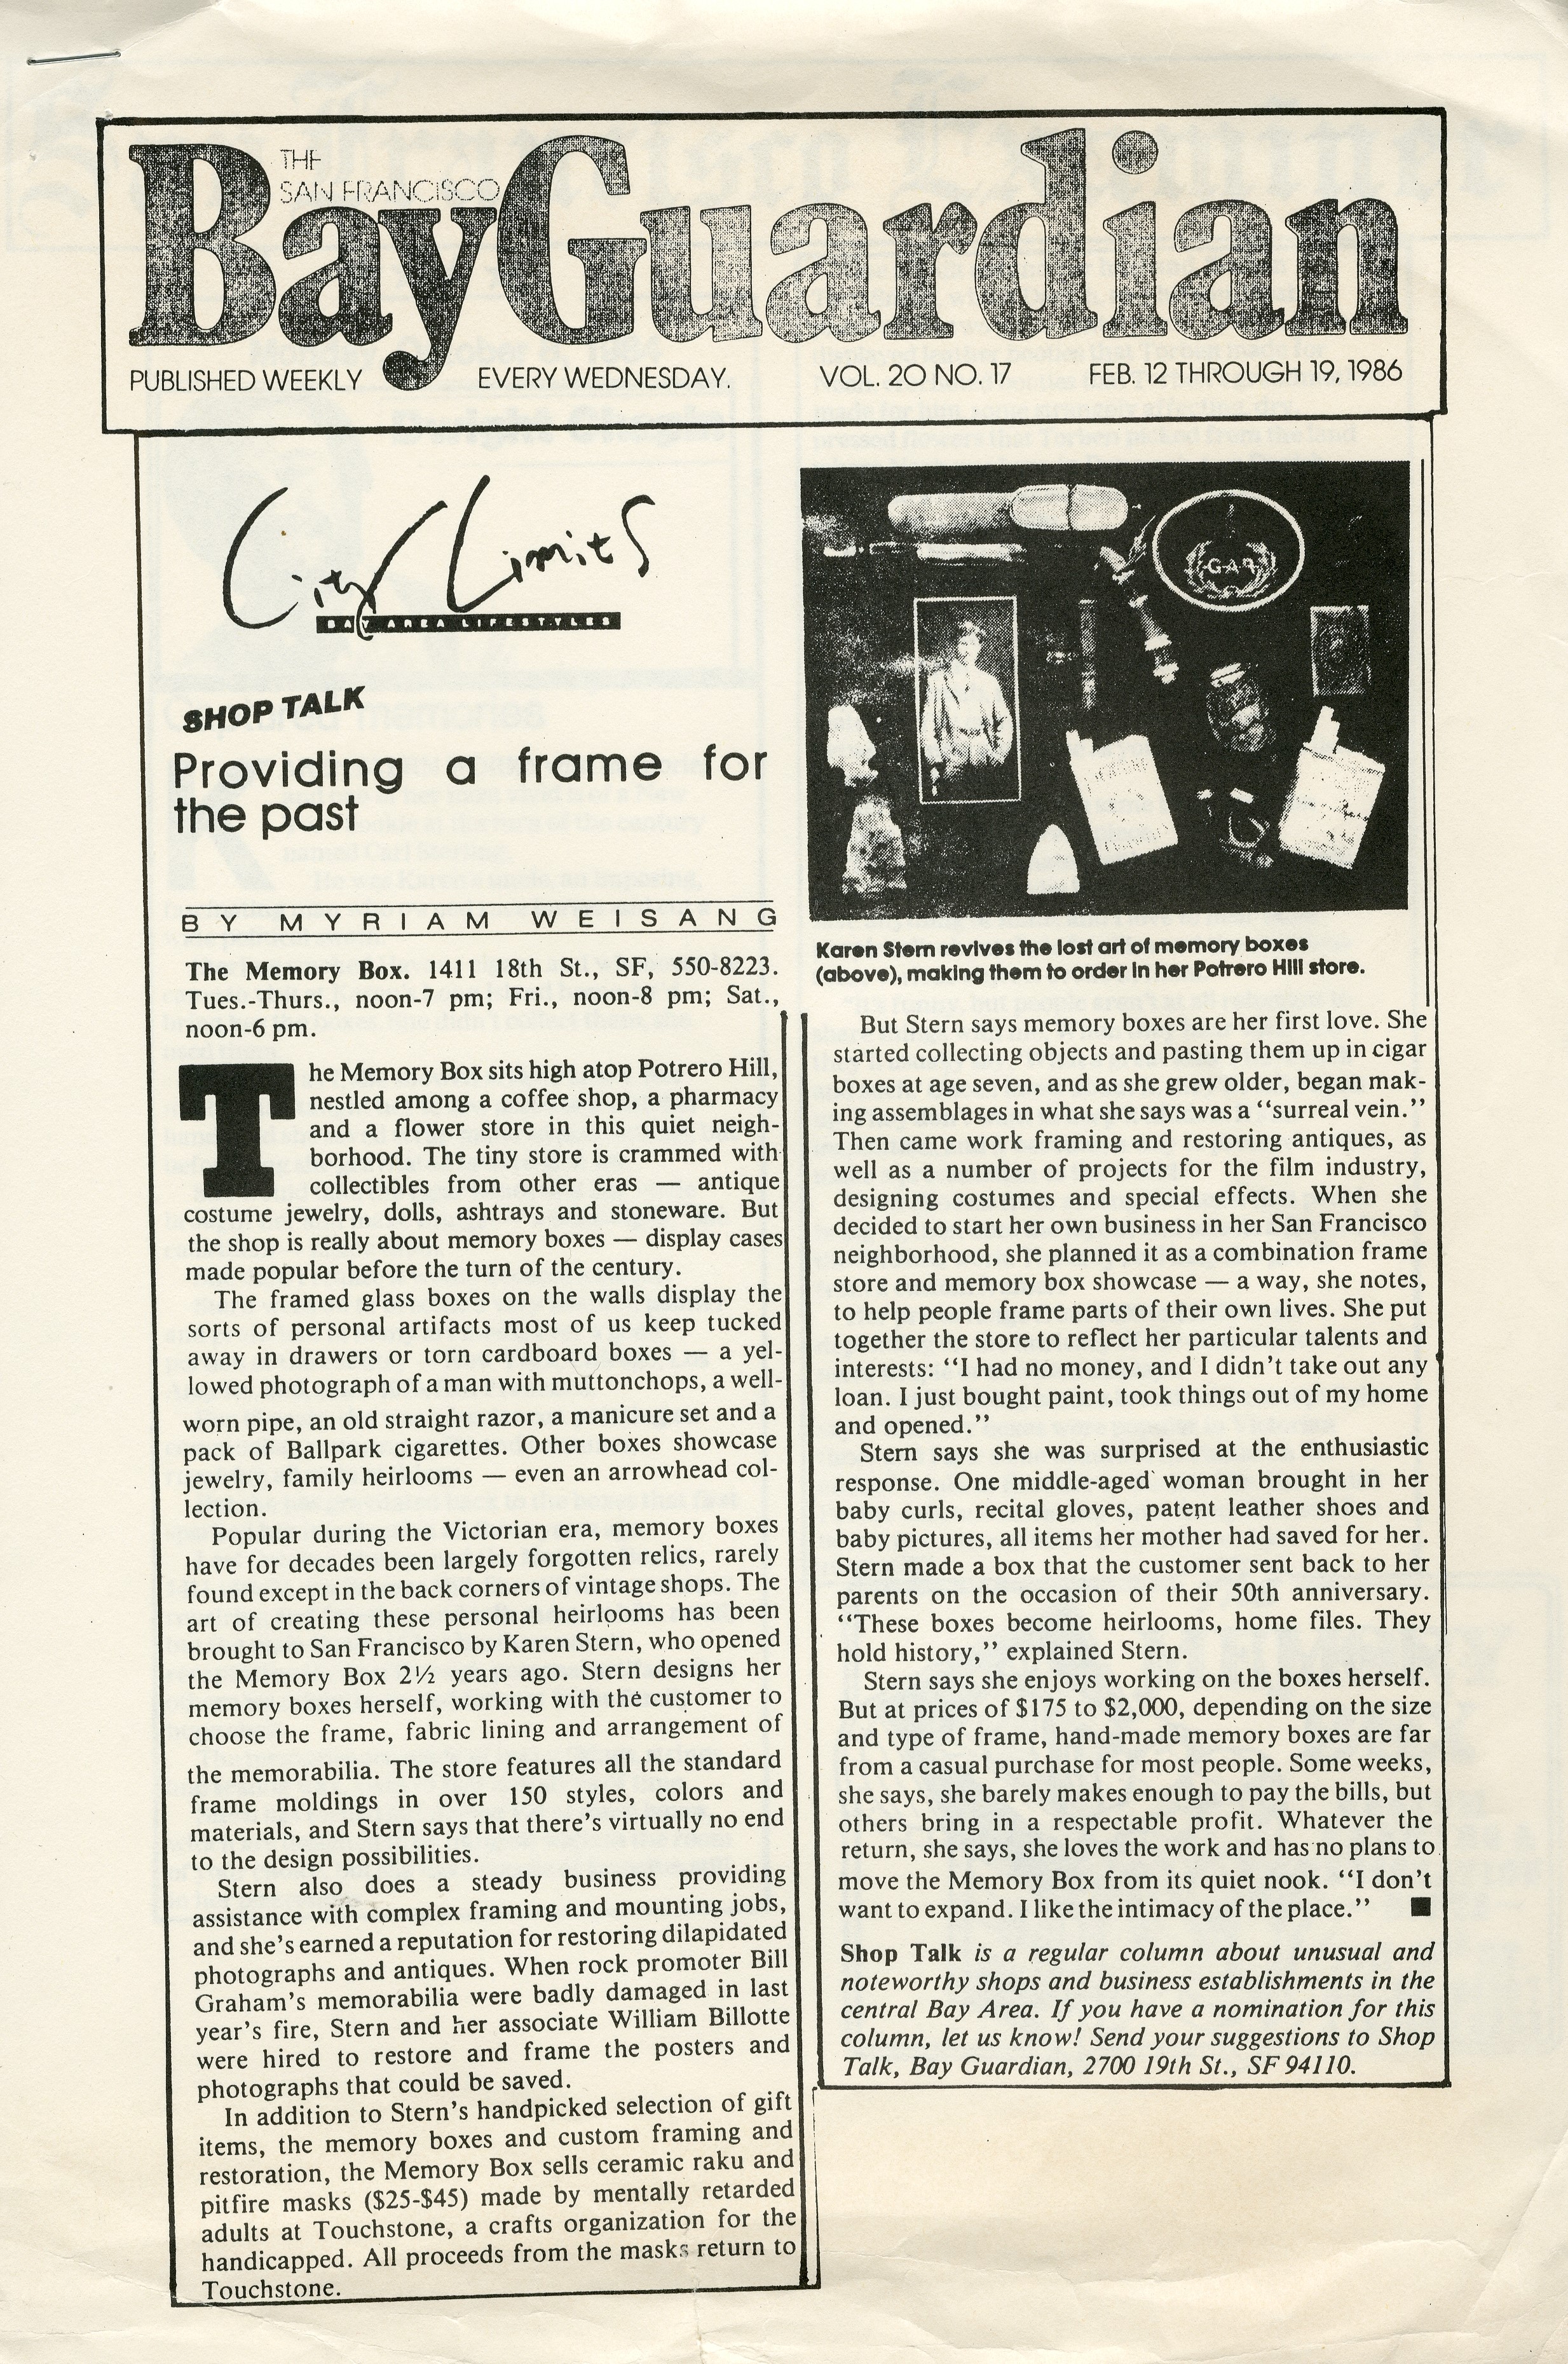 THE
SAN FRANCISCO
BayGuardian
PUBLISHED WEEKLY EVERY WEDNESDAY. VOL. 20 NO. 17 FEB. 12 THROUGH 19, 1986
City Limits
BAY AREA LIFESTYLES
SHOP TALK
Providing a frame for
the past
BY MYRIAM WEISANG
The Memory Box. 1411 18th St., SF, 550-8223.
Tues.-Thurs., noon-7 pm; Fri., noon-8 pm; Sat.,
noon-6 pm.
The Memory Box sits high atop Potrero Hill,
nestled among a coffee shop, a pharmacy
and a flower store in this quiet neigh-
borhood. The tiny store is crammed with
collectibles from other eras — antique
costume jewelry, dolls, ashtrays and stoneware. But
the shop is really about memory boxes — display cases
made popular before the turn of the century.
The framed glass boxes on the walls display the
sorts of personal artifacts most of us keep tucked
away in drawers or torn cardboard boxes — a yel-
lowed photograph of a man with muttonchops, a well-
worn pipe, an old straight razor, a manicure set and a
pack of Ballpark cigarettes. Other boxes showcase
jewelry, family heirlooms — even an arrowhead col-
lection.
Popular during the Victorian era, memory boxes
have for decades been largely forgotten relics, rarely
found except in the back corners of vintage shops. The
art of creating these personal heirlooms has been
brought to San Francisco by Karen Stern, who opened
the Memory Box 2½ years ago. Stern designs her
memory boxes herself, working with the customer to
choose the frame, fabric lining and arrangement of
the memorabilia. The store features all the standard
frame moldings in over 150 styles, colors and
materials, and Stern says that there's virtually no end
to the design possibilities.
Stern also does a steady business providing
assistance with complex framing and mounting jobs,
and she's earned a reputation for restoring dilapidated
photographs and antiques. When rock promoter Bill
Graham's memorabilia were badly damaged in last
year's fire, Stern and her associate William Billotte
were hired to restore and frame the posters and
photographs that could be saved.
In addition to Stern's handpicked selection of gift
items, the memory boxes and custom framing and
restoration, the Memory Box sells ceramic raku and
pitfire masks ($25-$45) made by mentally retarded
adults at Touchstone, a crafts organization for the
handicapped. All proceeds from the masks return to
Touchstone.
GAR
Karen Stern revives the lost art of memory boxes
(above), making them to order in her Potrero Hill store.
But Stern says memory boxes are her first love. She
started collecting objects and pasting them up in cigar
boxes at age seven, and as she grew older, began mak-
ing assemblages in what she says was a “surreal vein.”
Then came work framing and restoring antiques, as
well as a number of projects for the film industry,
designing costumes and special effects. When she
decided to start her own business in her San Francisco
neighborhood, she planned it as a combination frame
store and memory box showcase — a way, she notes,
to help people frame parts of their own lives. She put
together the store to reflect her particular talents and
interests: “I had no money, and I didn't take out any
loan. I just bought paint, took things out of my home
and opened.”
Stern says she was surprised at the enthusiastic
response. One middle-aged woman brought in her
baby curls, recital gloves, patent leather shoes and
baby pictures, all items her mother had saved for her.
Stern made a box that the customer sent back to her
parents on the occasion of their 50th anniversary.
“These boxes become heirlooms, home files. They
hold history,” explained Stern.
Stern says she enjoys working on the boxes herself.
But at prices of $175 to $2,000, depending on the size
and type of frame, hand-made memory boxes are far
from a casual purchase for most people. Some weeks,
she says, she barely makes enough to pay the bills, but
others bring in a respectable profit. Whatever the
return, she says, she loves the work and has no plans to
move the Memory Box from its quiet nook. “I don't
want to expand. I like the intimacy of the place.”
Shop Talk is a regular column about unusual and
noteworthy shops and business establishments in the
central Bay Area. If you have a nomination for this
column, let us know! Send your suggestions to Shop
Talk, Bay Guardian, 2700 19th St., SF 94110.